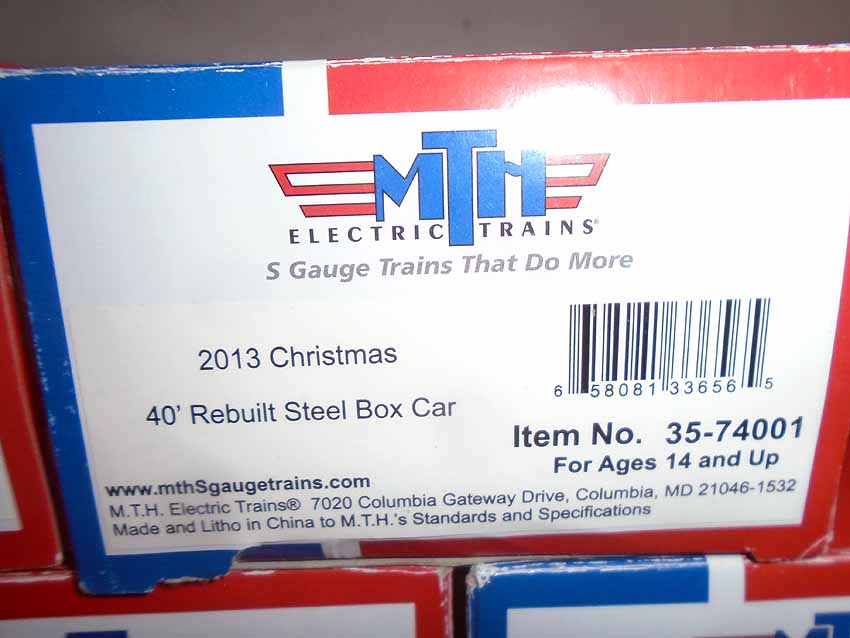 MTH
ELECTRIC TRAINS®
S Gauge Trains That Do More
2013 Christmas
40' Rebuilt Steel Box Car
6 58081 33656 5
Item No. 35-74001
For Ages 14 and Up
www.mthSgaugetrains.com
M.T.H. Electric Trains® 7020 Columbia Gateway Drive, Columbia, MD 21046-1532
Made and Litho in China to M.T.H.'s Standards and Specifications